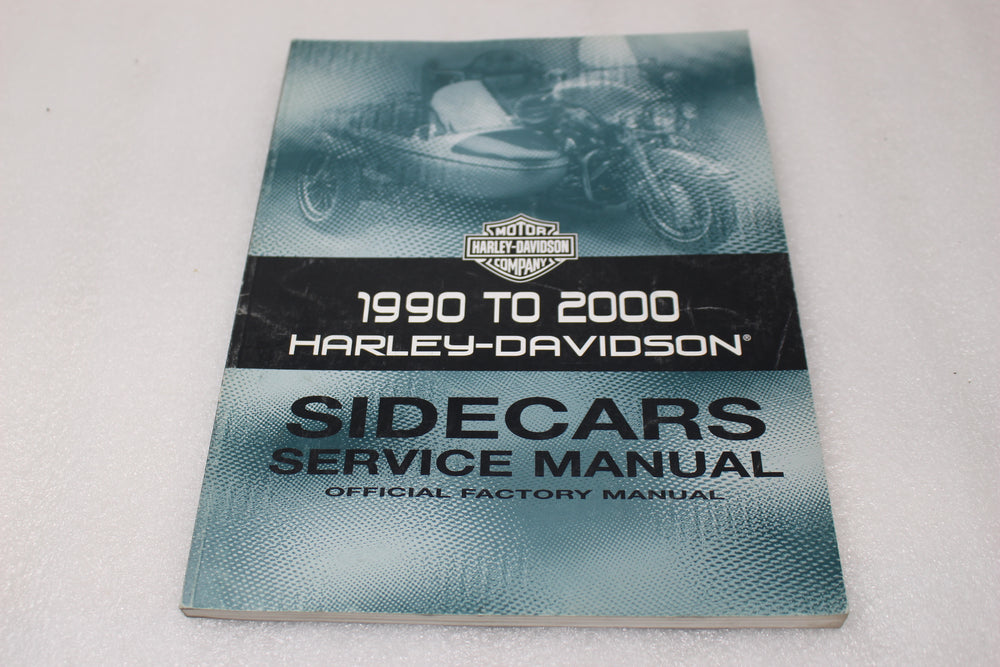 MOTOR
HARLEY-DAVIDSON
COMPANY
1990 TO 2000
HARLEY-DAVIDSON®
SIDECARS
SERVICE MANUAL
OFFICIAL FACTORY MANUAL